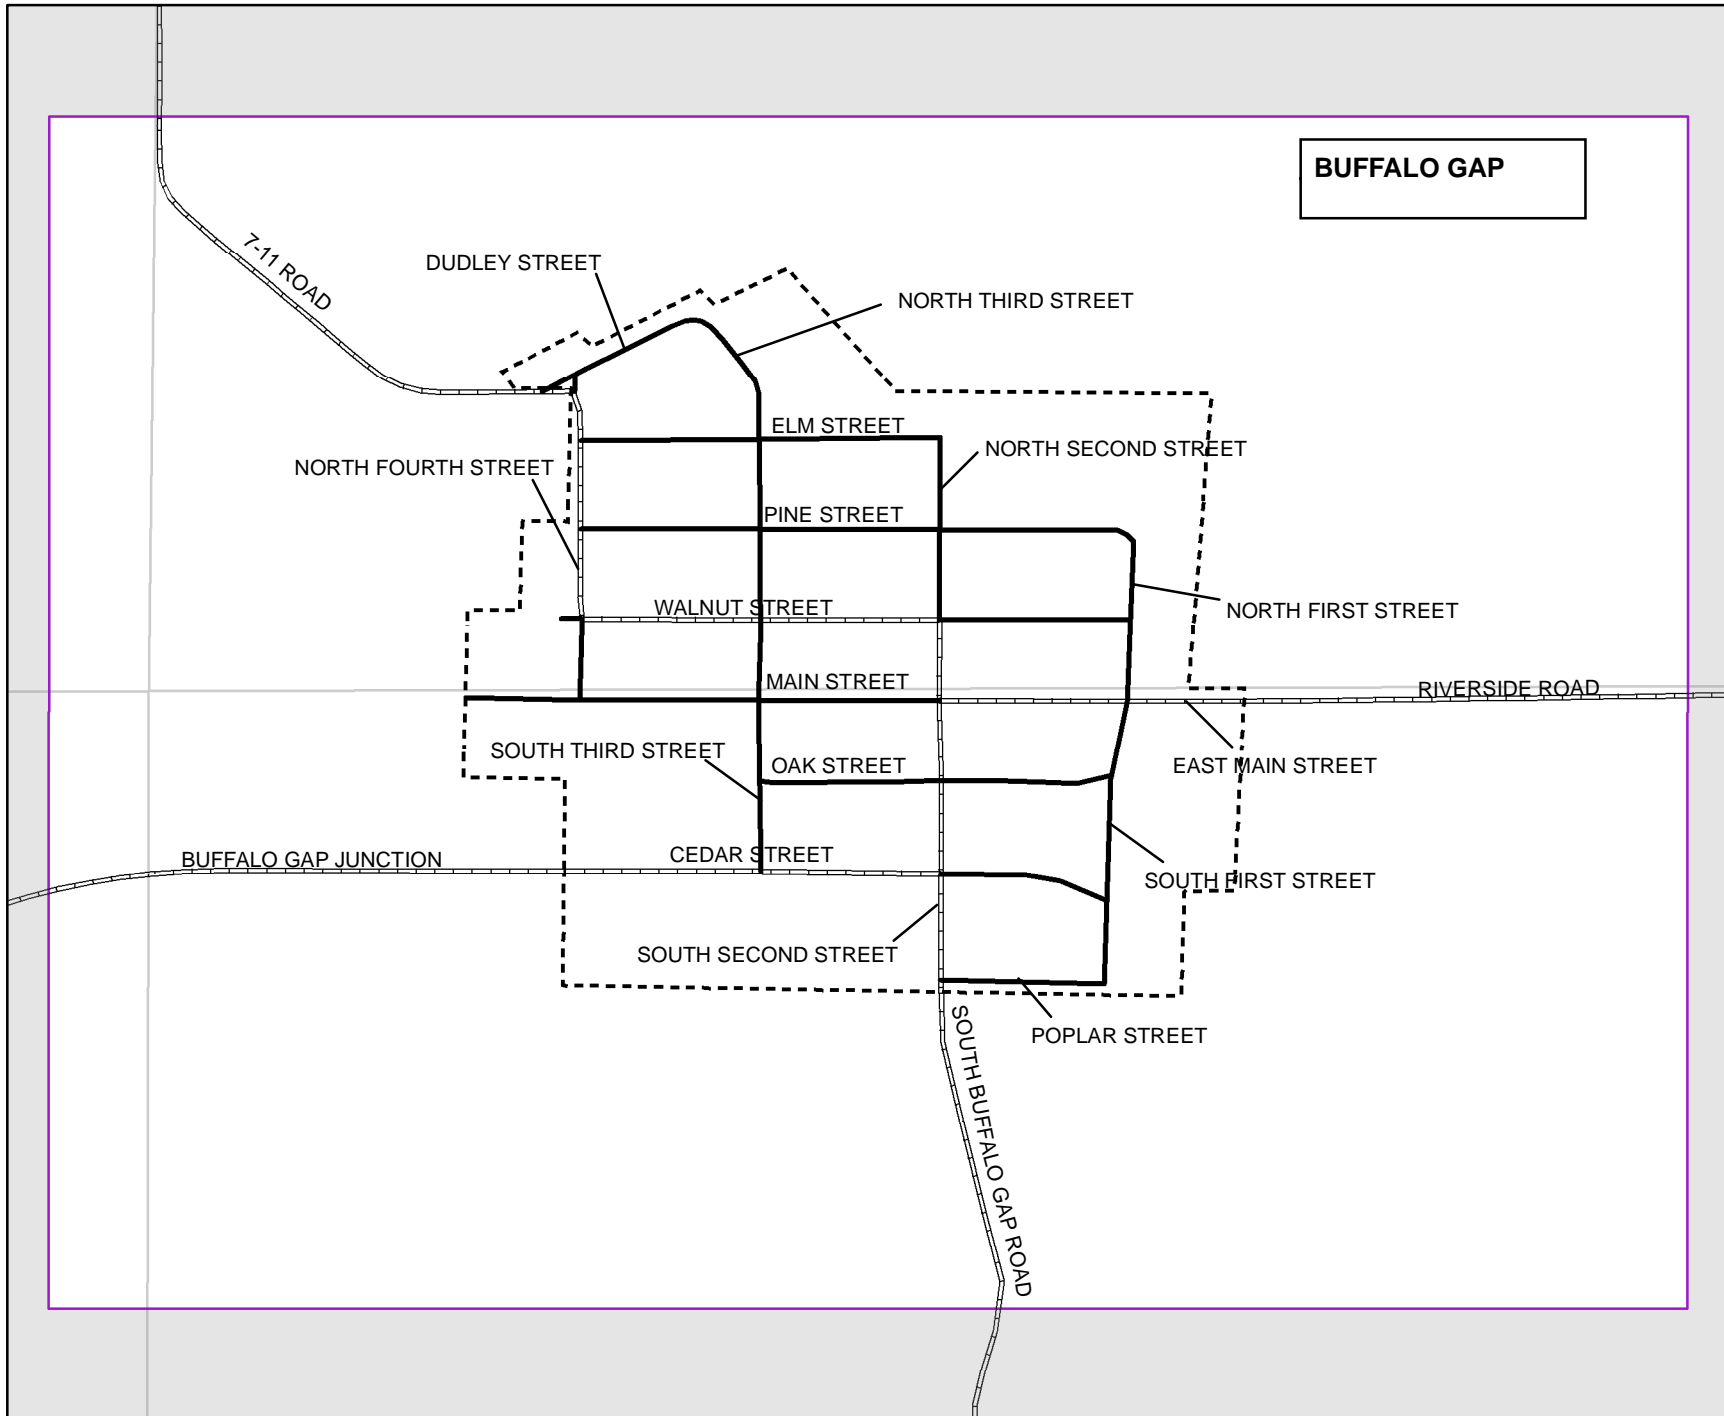 BUFFALO GAP
7-11 ROAD
DUDLEY STREET
NORTH THIRD STREET
ELM STREET
NORTH SECOND STREET
NORTH FOURTH STREET
PINE STREET
WALNUT STREET
NORTH FIRST STREET
MAIN STREET
RIVERSIDE ROAD
SOUTH THIRD STREET
OAK STREET
EAST MAIN STREET
BUFFALO GAP JUNCTION
CEDAR STREET
SOUTH FIRST STREET
SOUTH SECOND STREET
POPLAR STREET
SOUTH BUFFALO GAP ROAD